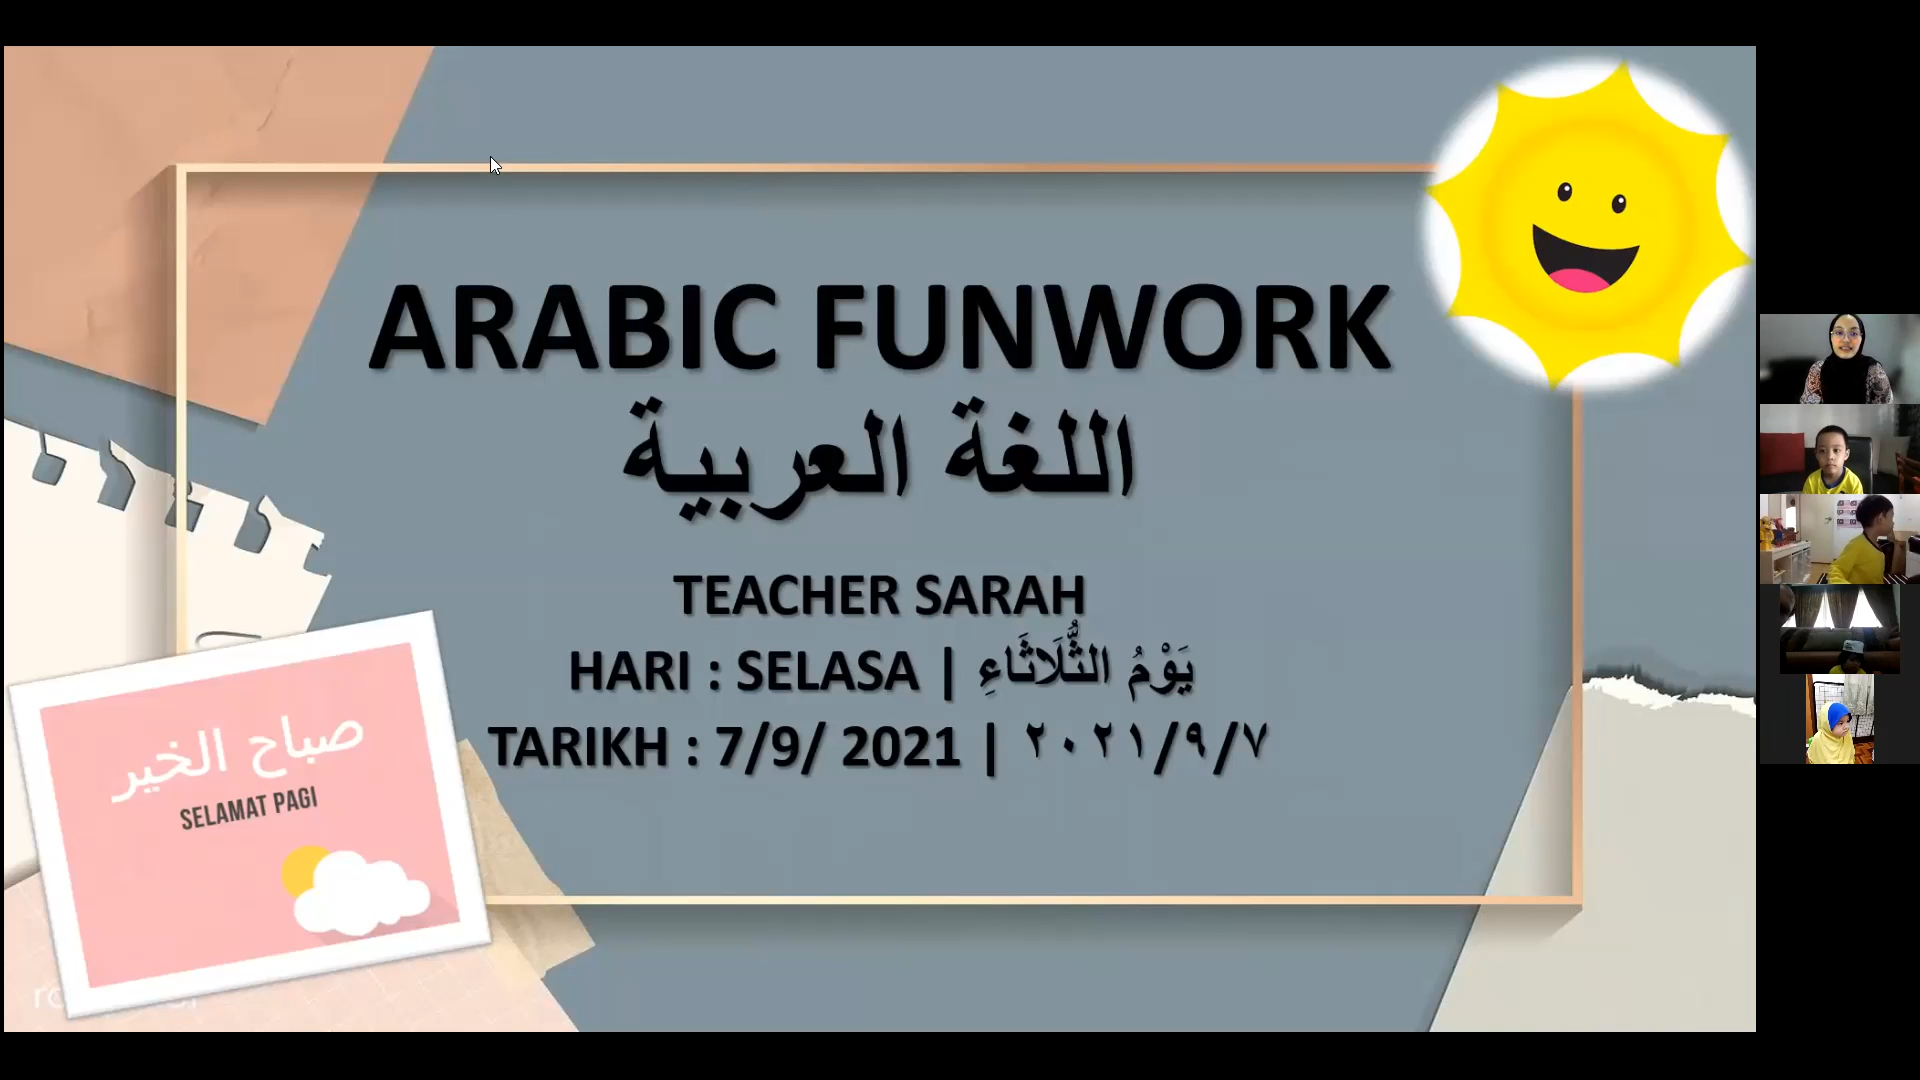 ARABIC FUNWORK
اللغة العربية
TEACHER SARAH
HARI : SELASA | يَوْمُ الثُّلَاثَاءِ
TARIKH : 7/9/ 2021 | ٢٠٢١/٩/٧
صباح الخير
SELAMAT PAGI